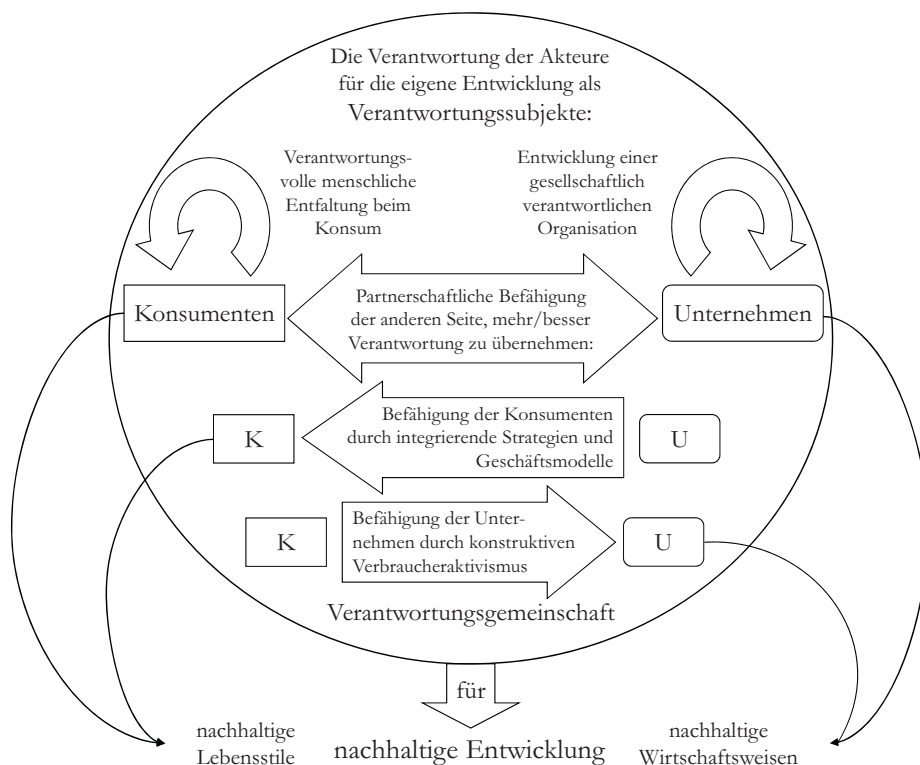 Die Verantwortung der Akteure
für die eigene Entwicklung als
Verantwortungssubjekte:
Verantwortungs-
volle menschliche
Entfaltung beim
Konsum
Entwicklung einer
gesellschaftlich
verantwortlichen
Organisation
Konsumenten
Partnerschaftliche Befähigung
der anderen Seite, mehr/besser
Verantwortung zu übernehmen:
Unternehmen
K
Befähigung der Konsumenten
durch integrierende Strategien und
Geschäftsmodelle
U
K
Befähigung der Unter-
nehmen durch konstruktiven
Verbraucheraktivismus
U
Verantwortungsgemeinschaft
für
nachhaltige
Lebensstile
nachhaltige Entwicklung
nachhaltige
Wirtschaftsweisen